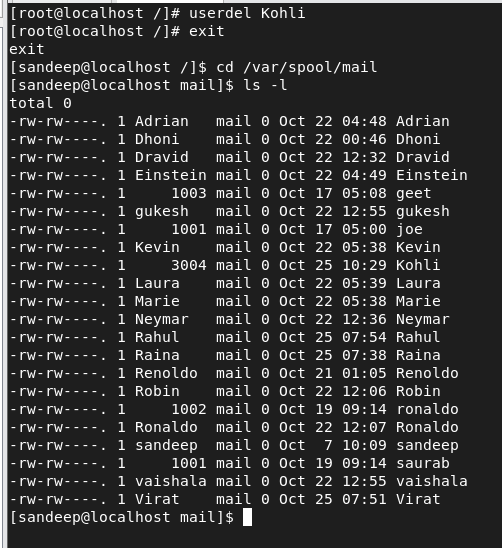 [root@localhost /]# userdel Kohli
[root@localhost /]# exit
exit
[sandeep@localhost /]$ cd /var/spool/mail
[sandeep@localhost mail]$ ls -l
total 0
-rw-rw----. 1 Adrian   mail 0 Oct 22 04:48 Adrian
-rw-rw----. 1 Dhoni    mail 0 Oct 22 00:46 Dhoni
-rw-rw----. 1 Dravid   mail 0 Oct 22 12:32 Dravid
-rw-rw----. 1 Einstein mail 0 Oct 22 04:49 Einstein
-rw-rw----. 1     1003 mail 0 Oct 17 05:08 geet
-rw-rw----. 1 gukesh   mail 0 Oct 22 12:55 gukesh
-rw-rw----. 1     1001 mail 0 Oct 17 05:00 joe
-rw-rw----. 1 Kevin    mail 0 Oct 22 05:38 Kevin
-rw-rw----. 1     3004 mail 0 Oct 25 10:29 Kohli
-rw-rw----. 1 Laura    mail 0 Oct 22 05:39 Laura
-rw-rw----. 1 Marie    mail 0 Oct 22 05:38 Marie
-rw-rw----. 1 Neymar   mail 0 Oct 22 12:36 Neymar
-rw-rw----. 1 Rahul    mail 0 Oct 25 07:54 Rahul
-rw-rw----. 1 Raina    mail 0 Oct 25 07:38 Raina
-rw-rw----. 1 Renoldo  mail 0 Oct 21 01:05 Renoldo
-rw-rw----. 1 Robin    mail 0 Oct 22 12:06 Robin
-rw-rw----. 1     1002 mail 0 Oct 19 09:14 ronaldo
-rw-rw----. 1 Ronaldo  mail 0 Oct 22 12:07 Ronaldo
-rw-rw----. 1 sandeep  mail 0 Oct  7 10:09 sandeep
-rw-rw----. 1     1001 mail 0 Oct 19 09:14 saurab
-rw-rw----. 1 vaishala mail 0 Oct 22 12:55 vaishala
-rw-rw----. 1 Virat    mail 0 Oct 25 07:51 Virat
[sandeep@localhost mail]$